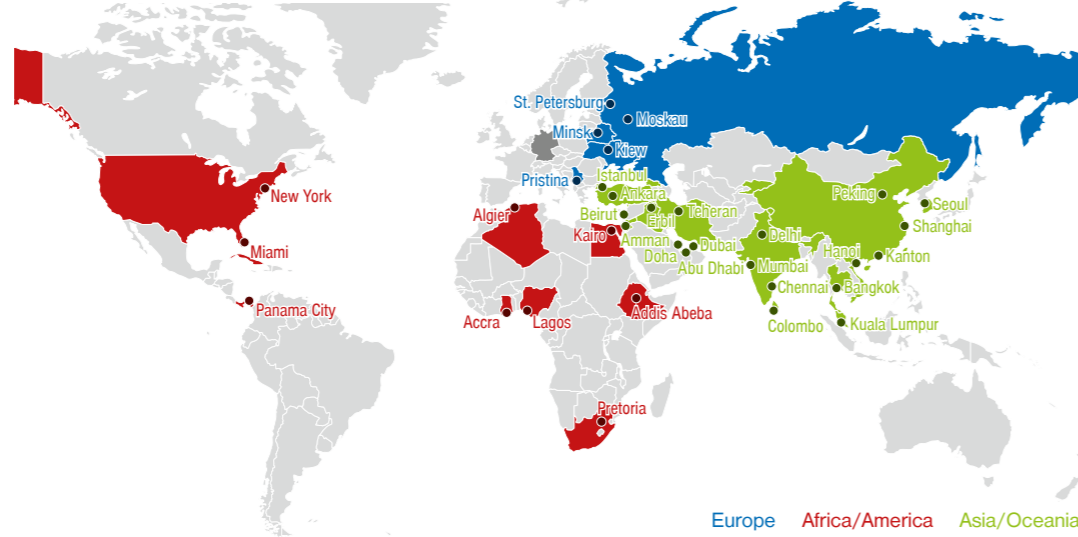 St. Petersburg
Moskau
Minsk
Kiew
Pristina
Istanbul
Ankara
New York
Algier
Beirut
Erbil
Teheran
Peking
Seoul
Miami
Kairo
Amman
Doha
Dubai
Abu Dhabi
Delhi
Mumbai
Hanoi
Shanghai
Kanton
Panama City
Accra
Lagos
Addis Abeba
Chennai
Bangkok
Colombo
Kuala Lumpur
Pretoria
Europe Africa/America Asia/Oceania